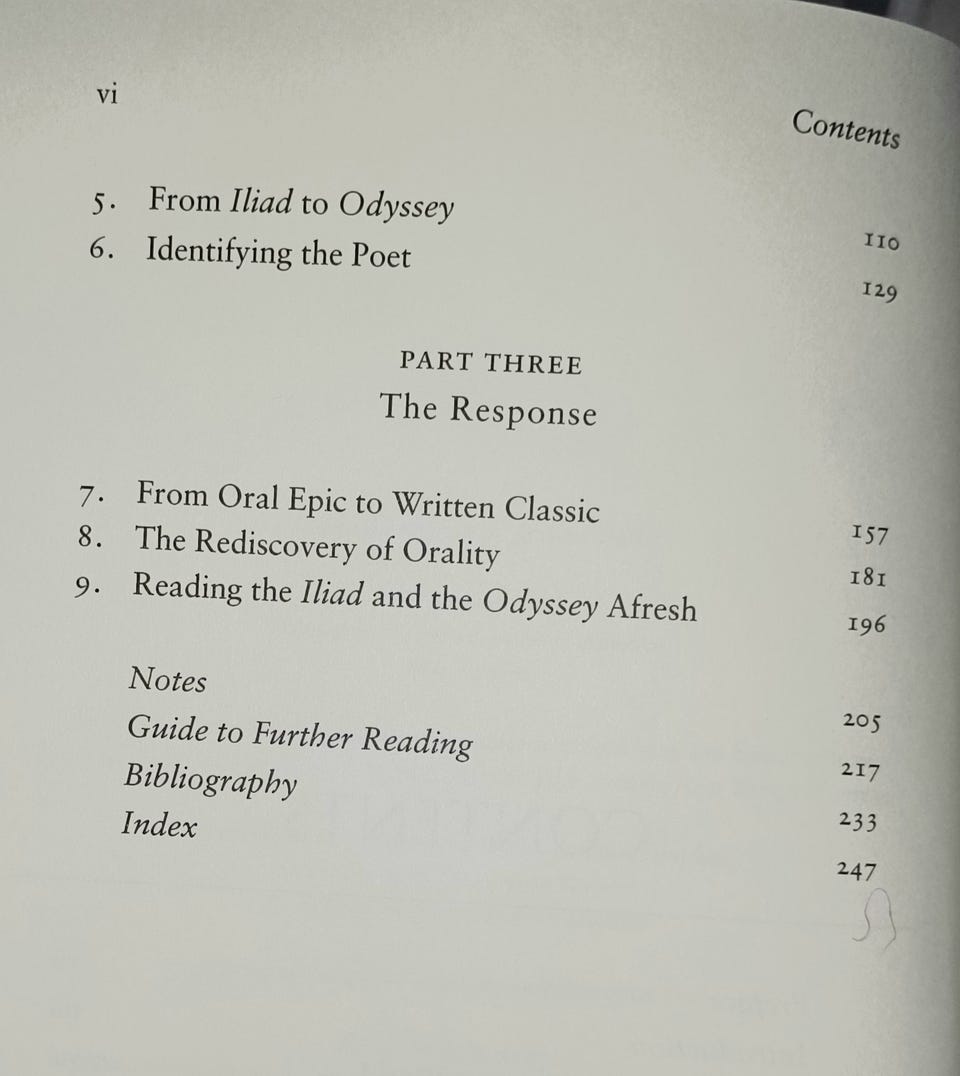 vi
Contents
5. From Iliad to Odyssey 110
6. Identifying the Poet 129
PART THREE
The Response
7. From Oral Epic to Written Classic 157
8. The Rediscovery of Orality 181
9. Reading the Iliad and the Odyssey Afresh 196
Notes 205
Guide to Further Reading 217
Bibliography 233
Index 247